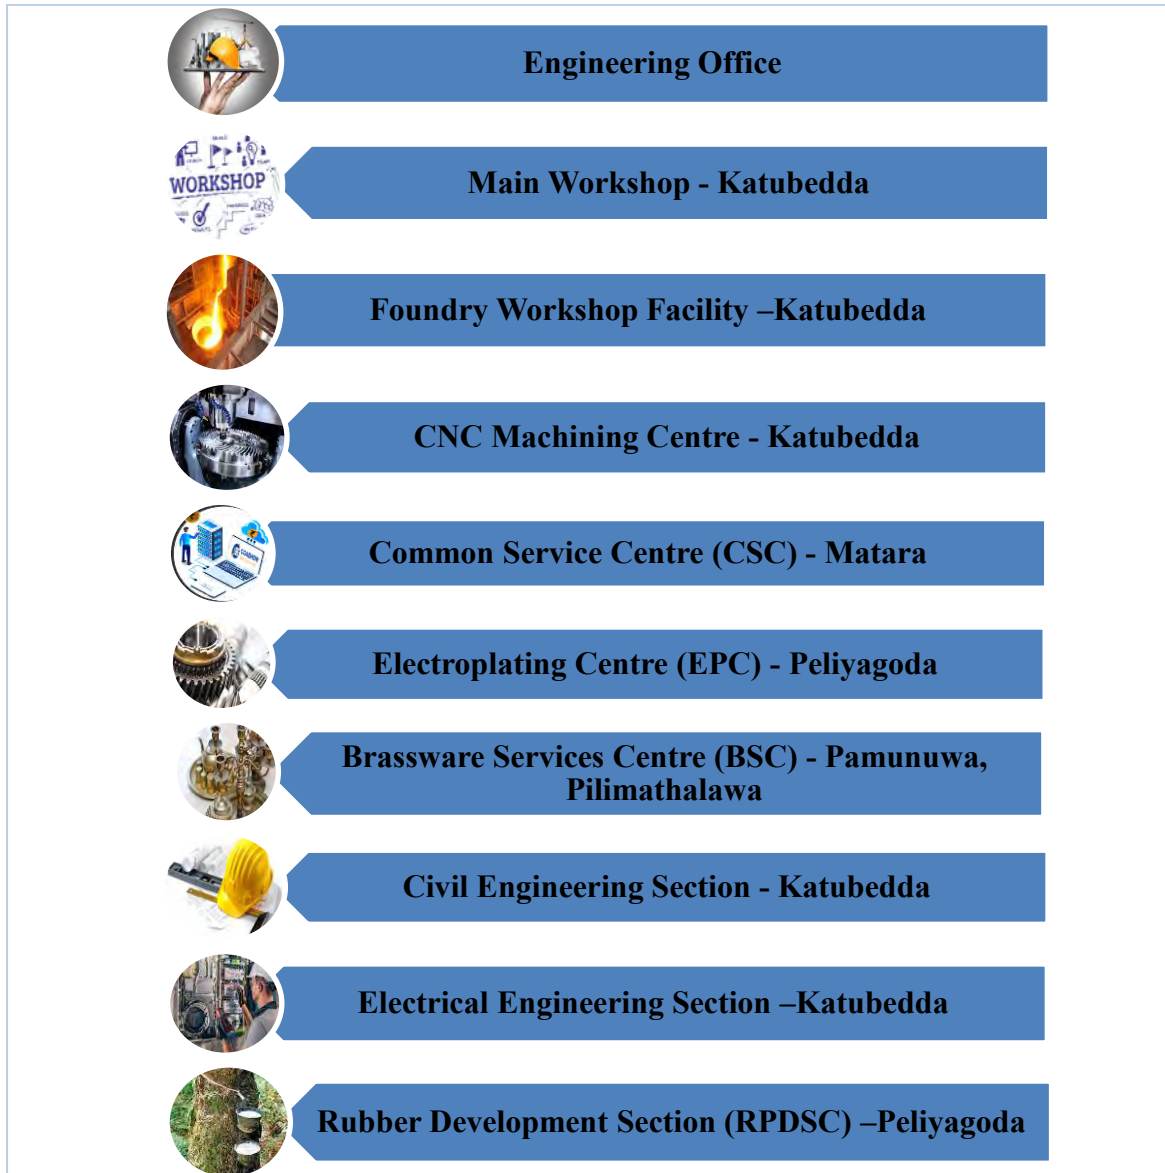 Engineering Office
WORKSHOP
Main Workshop - Katubedda
Foundry Workshop Facility –Katubedda
CNC Machining Centre - Katubedda
COMMON
Common Service Centre (CSC) - Matara
Electroplating Centre (EPC) - Peliyagoda
Brassware Services Centre (BSC) - Pamunuwa,
Pilimathalawa
Civil Engineering Section - Katubedda
Electrical Engineering Section –Katubedda
Rubber Development Section (RPDSC) –Peliyagoda